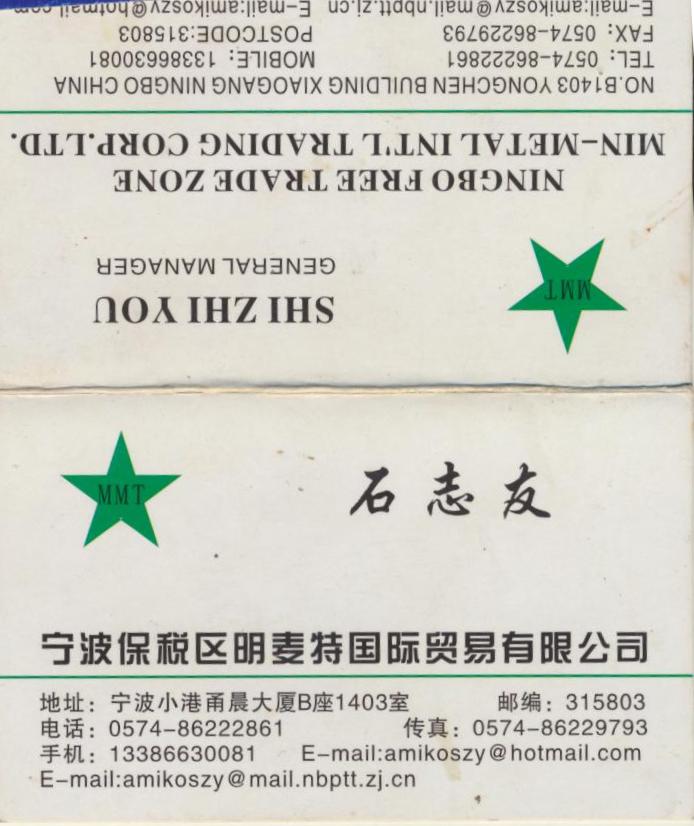 SHI ZHI YOU
GENERAL MANAGER
MMT
NINGBO FREE TRADE ZONE
MIN-METAL INT'L TRADING CORP.LTD.
NO.B1403 YONGCHEN BUILDING XIAOGANG NINGBO CHINA
TEL: 0574-86222861 MOBILE: 13386630081
FAX: 0574-86229793 POSTCODE:315803
E-mail:amikoszy@mail.nbptt.zj.cn E-mail:amikoszy@hotmail.com
MMT
石志友
宁波保税区明麦特国际贸易有限公司
地址：宁波小港甬晨大厦B座1403室 邮编：315803
电话：0574-86222861 传真：0574-86229793
手机：13386630081 E-mail:amikoszy@hotmail.com
E-mail:amikoszy@mail.nbptt.zj.cn